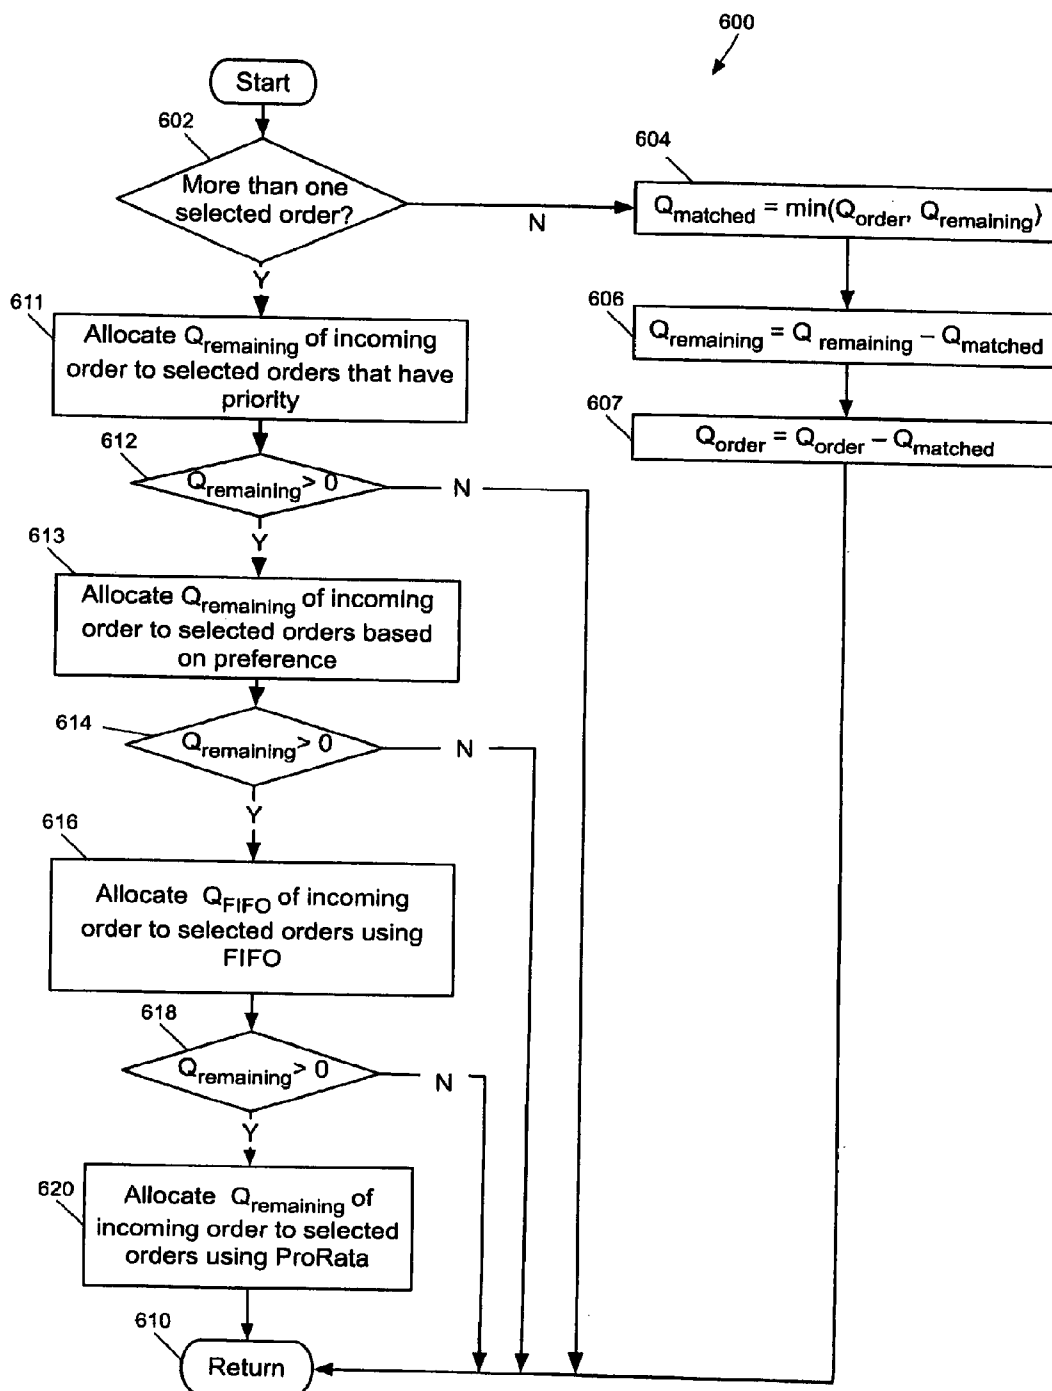 600
Start
602
More than one
selected order?
N
Y
604
Qmatched = min(Qorder, Qremaining)
606
Qremaining = Q remaining – Qmatched
607
Qorder = Qorder – Qmatched
611
Allocate Qremaining of incoming
order to selected orders that have
priority
612
Qremaining > 0
N
Y
613
Allocate Qremaining of incoming
order to selected orders based
on preference
614
Qremaining > 0
N
Y
616
Allocate QFIFO of incoming
order to selected orders using
FIFO
618
Qremaining > 0
N
Y
620
Allocate Qremaining of
incoming order to selected
orders using ProRata
610
Return